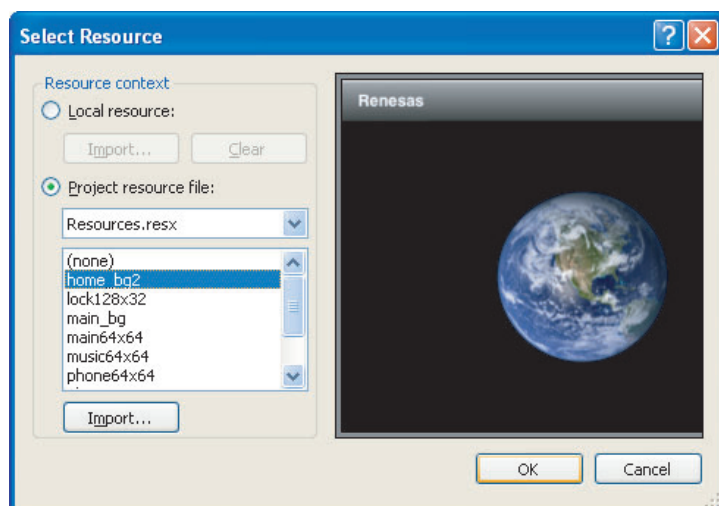 Select Resource
Resource context
Local resource:
Import...
Clear
Project resource file:
Resources.resx
(none)
home_bg2
lock128x32
main_bg
main64x64
music64x64
phone64x64
Import...
Renesas
OK
Cancel